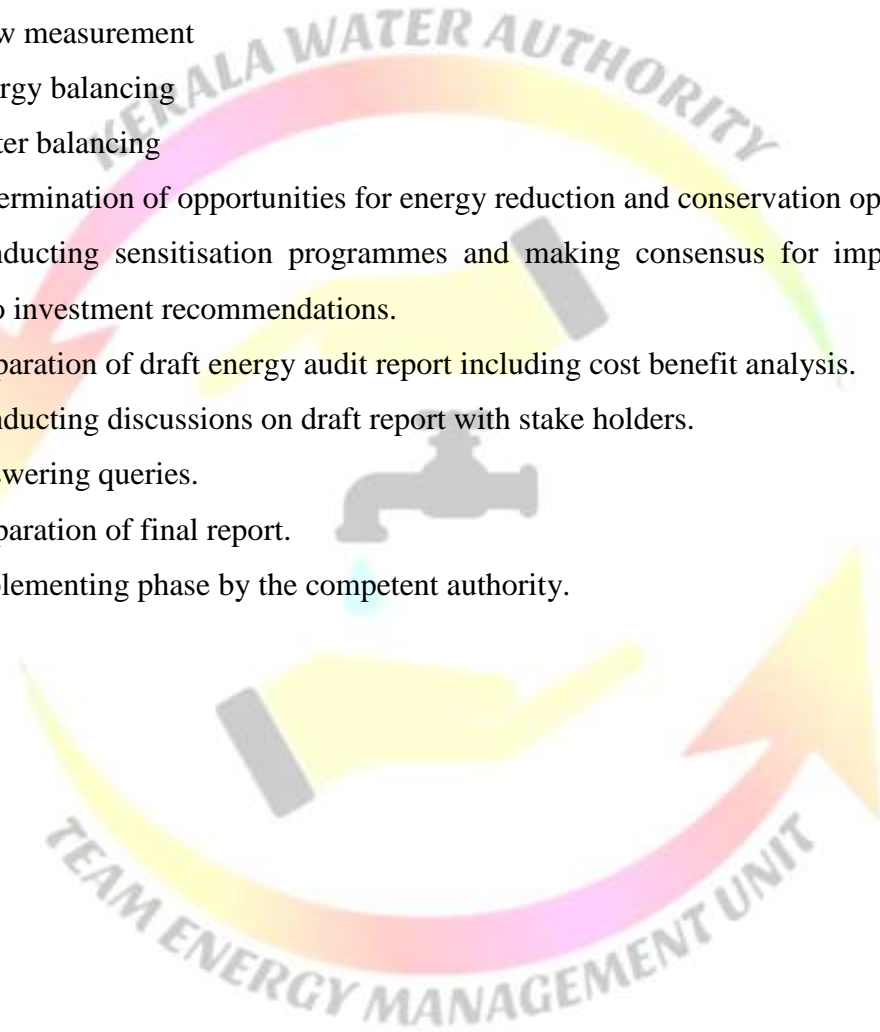 KERALA WATER AUTHORITY
w measurement
rgy balancing
ter balancing
ermination of opportunities for energy reduction and conservation op
nducting sensitisation programmes and making consensus for imp
o investment recommendations.
paration of draft energy audit report including cost benefit analysis.
nducting discussions on draft report with stake holders.
swering queries.
paration of final report.
plementing phase by the competent authority.
TEAM ENERGY MANAGEMENT UNIT